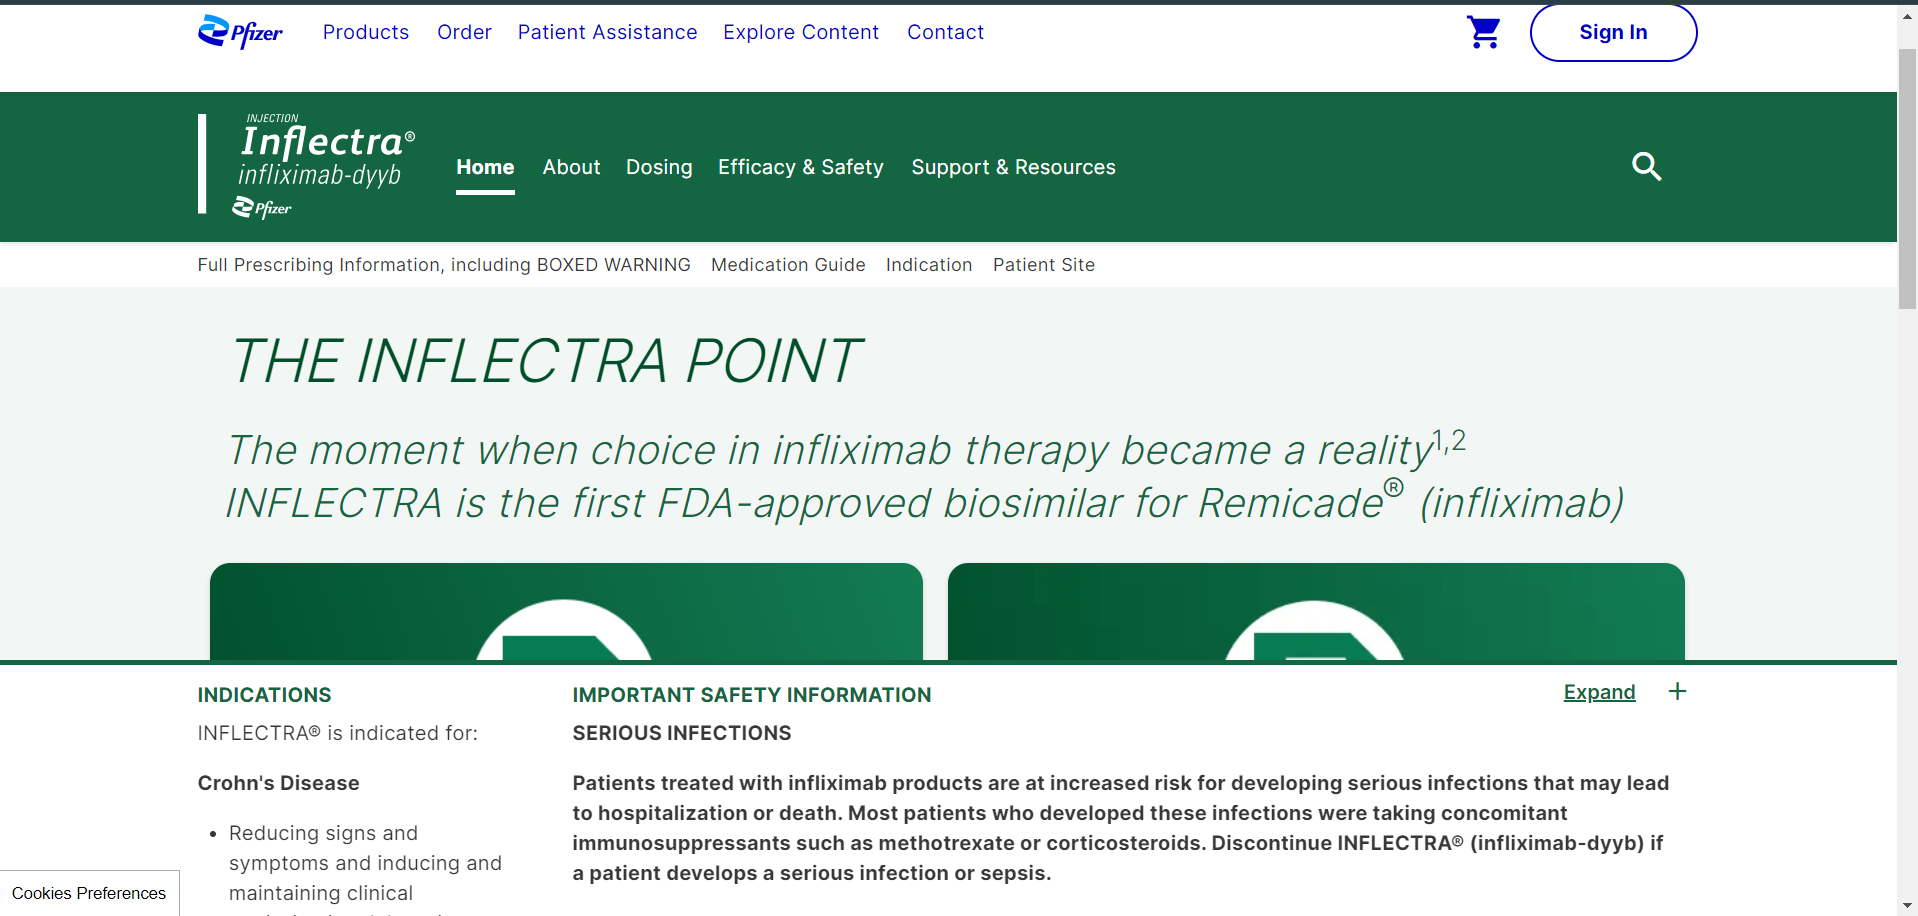 Pfizer Products Order Patient Assistance Explore Content Contact Sign In
INJECTION
Inflectra®
infliximab-dyyb
Pfizer
Home About Dosing Efficacy & Safety Support & Resources
Full Prescribing Information, including BOXED WARNING Medication Guide Indication Patient Site
THE INFLECTRA POINT
The moment when choice in infliximab therapy became a reality1,2
INFLECTRA is the first FDA-approved biosimilar for Remicade® (infliximab)
INDICATIONS
INFLECTRA® is indicated for:
Crohn's Disease
• Reducing signs and
symptoms and inducing and
maintaining clinical
IMPORTANT SAFETY INFORMATION
Expand +
SERIOUS INFECTIONS
Patients treated with infliximab products are at increased risk for developing serious infections that may lead
to hospitalization or death. Most patients who developed these infections were taking concomitant
immunosuppressants such as methotrexate or corticosteroids. Discontinue INFLECTRA® (infliximab-dyyb) if
a patient develops a serious infection or sepsis.
Cookies Preferences